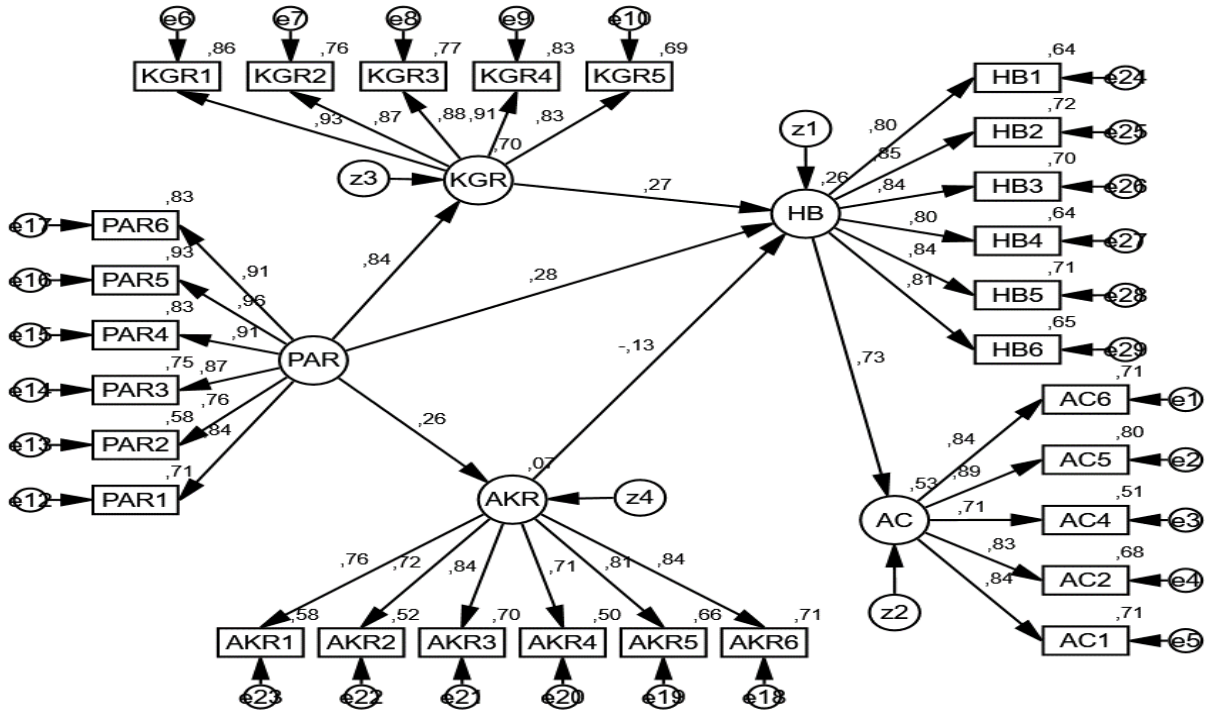 e6 e7 e8 e9 e10
,86 ,76 ,77 ,83 ,69 ,64
KGR1 KGR2 KGR3 KGR4 KGR5 HB1 e24
,93 ,87 ,88 ,91 ,83 ,80 ,72
z1 HB2 e25
,70 ,85 ,70
z3 KGR ,26 HB3 e26
,27 ,84 ,64
,83 HB ,80 HB4 e27
e17 PAR6 ,84 ,71
,93 ,91 ,84 ,28 ,81 HB5 e28
e16 PAR5 ,96 ,65
,83 ,91 -,13 HB6 e29
e15 PAR4 ,73 ,71
,75 ,87 PAR AC6 e1
e14 PAR3 ,76 ,84 ,80
,58 ,84 ,26 ,89 AC5 e2
e13 PAR2 ,07 ,53 ,51
,71 AKR z4 AC ,71 AC4 e3
e12 PAR1 ,83 ,68
,76 ,72 ,84 ,71 ,81 ,84 ,84 AC2 e4
,58 ,52 ,70 ,50 ,66 ,71 z2 ,71
AKR1 AKR2 AKR3 AKR4 AKR5 AKR6 AC1 e5
e23 e22 e21 e20 e19 e18